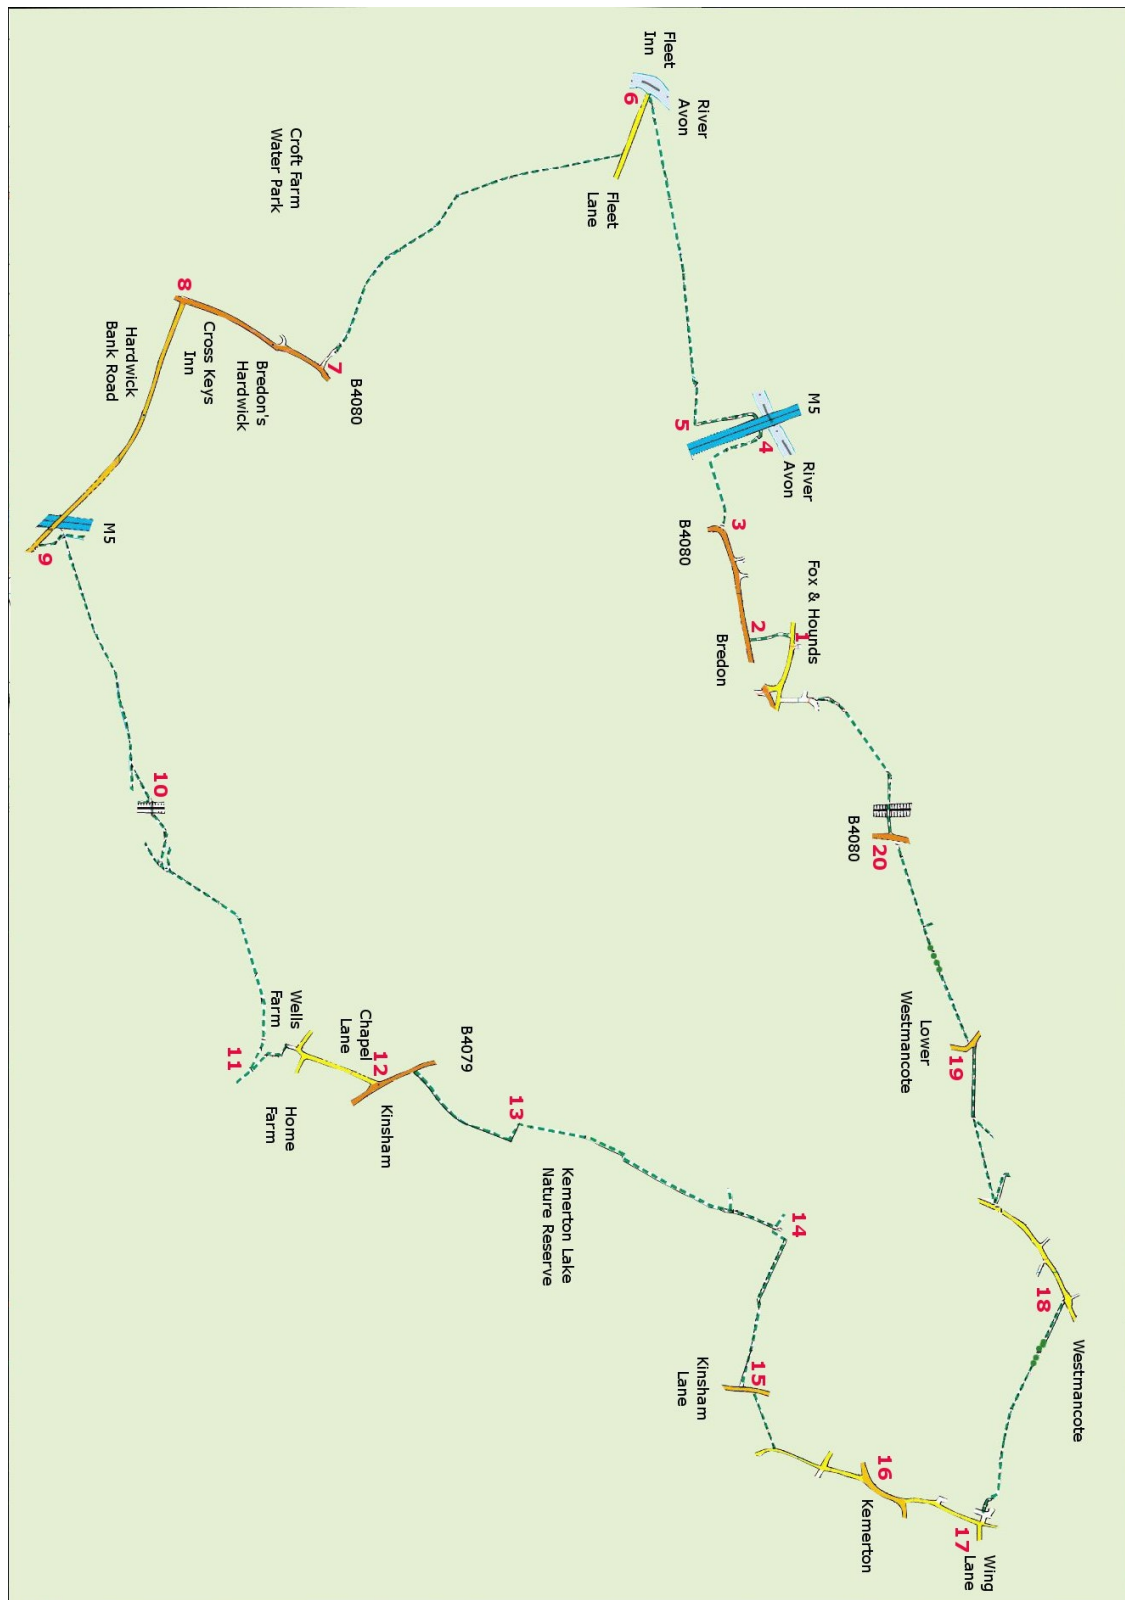 Fleet
Inn
6
River
Avon
Fleet
Lane
Croft Farm
Water Park
8
Cross Keys
Inn
Bredon's
Hardwick
7
B4080
Hardwick
Bank Road
M5
9
5
M5
4
River
Avon
3
B4080
Fox & Hounds
1
2
Bredon
20
B4080
10
Lower
Westmancote
19
Wells
Farm
11
Home
Farm
Chapel
Lane
12
Kinsham
B4079
13
Kemerton Lake
Nature Reserve
14
18
Westmancote
15
Kinsham
Lane
16
Kemerton
17
Wing
Lane